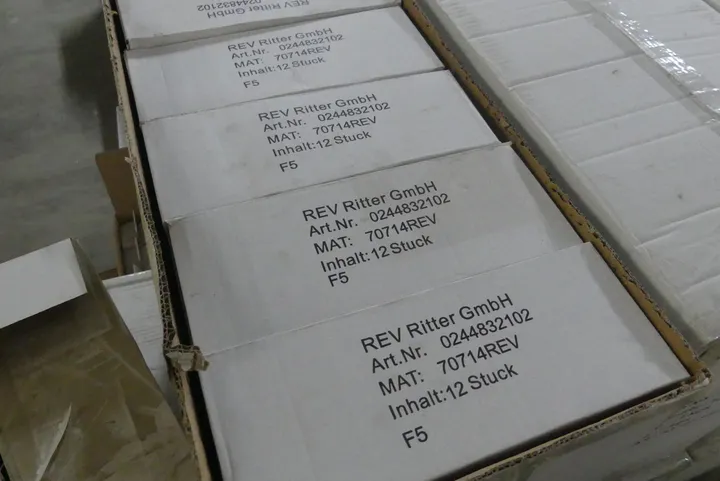 REV Ritter GmbH
Art.Nr. 0244832102
REV Ritter GmbH
Art.Nr. 0244832102
MAT: 70714REV
Inhalt:12 Stuck
F5
REV Ritter GmbH
Art.Nr. 0244832102
MAT: 70714REV
Inhalt:12 Stuck
F5
REV Ritter GmbH
Art.Nr. 0244832102
MAT: 70714REV
Inhalt:12 Stuck
F5
REV Ritter GmbH
Art.Nr. 0244832102
MAT: 70714REV
Inhalt:12 Stuck
F5